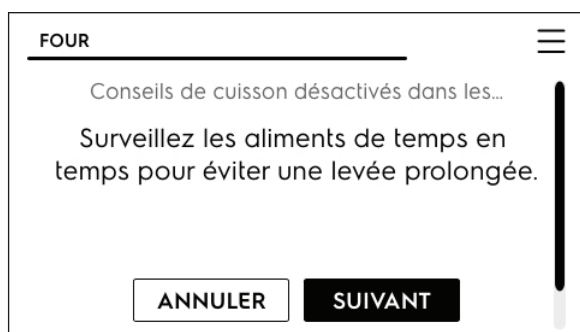 FOUR
Conseils de cuisson désactivés dans les...
Surveillez les aliments de temps en
temps pour éviter une levée prolongée.
ANNULER SUIVANT